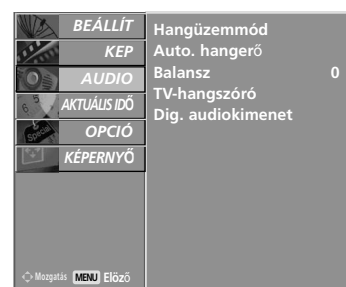 BEÁLLÍT
KEP
AUDIO
AKTUÁLIS IDŐ
OPCIÓ
KÉPERNYŐ
Hangüzemmód
Auto. hangerő
Balansz 0
TV-hangszóró
Dig. audiokimenet
Mozgatás MENU Előző